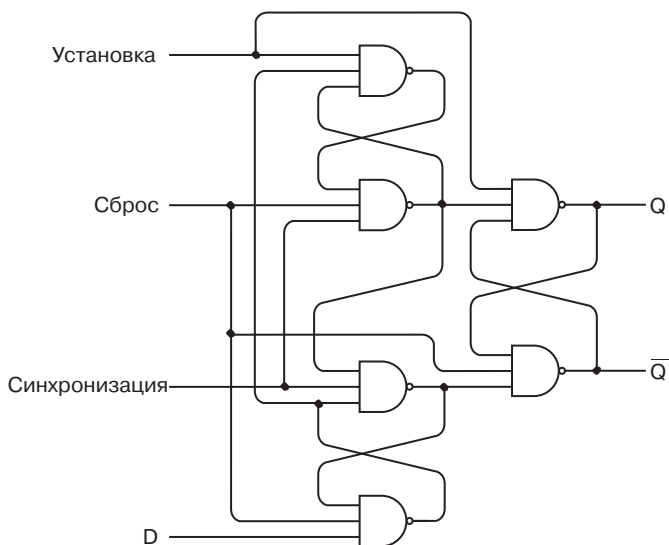 Установка
Сброс
Q
Q̅
Синхронизация
D